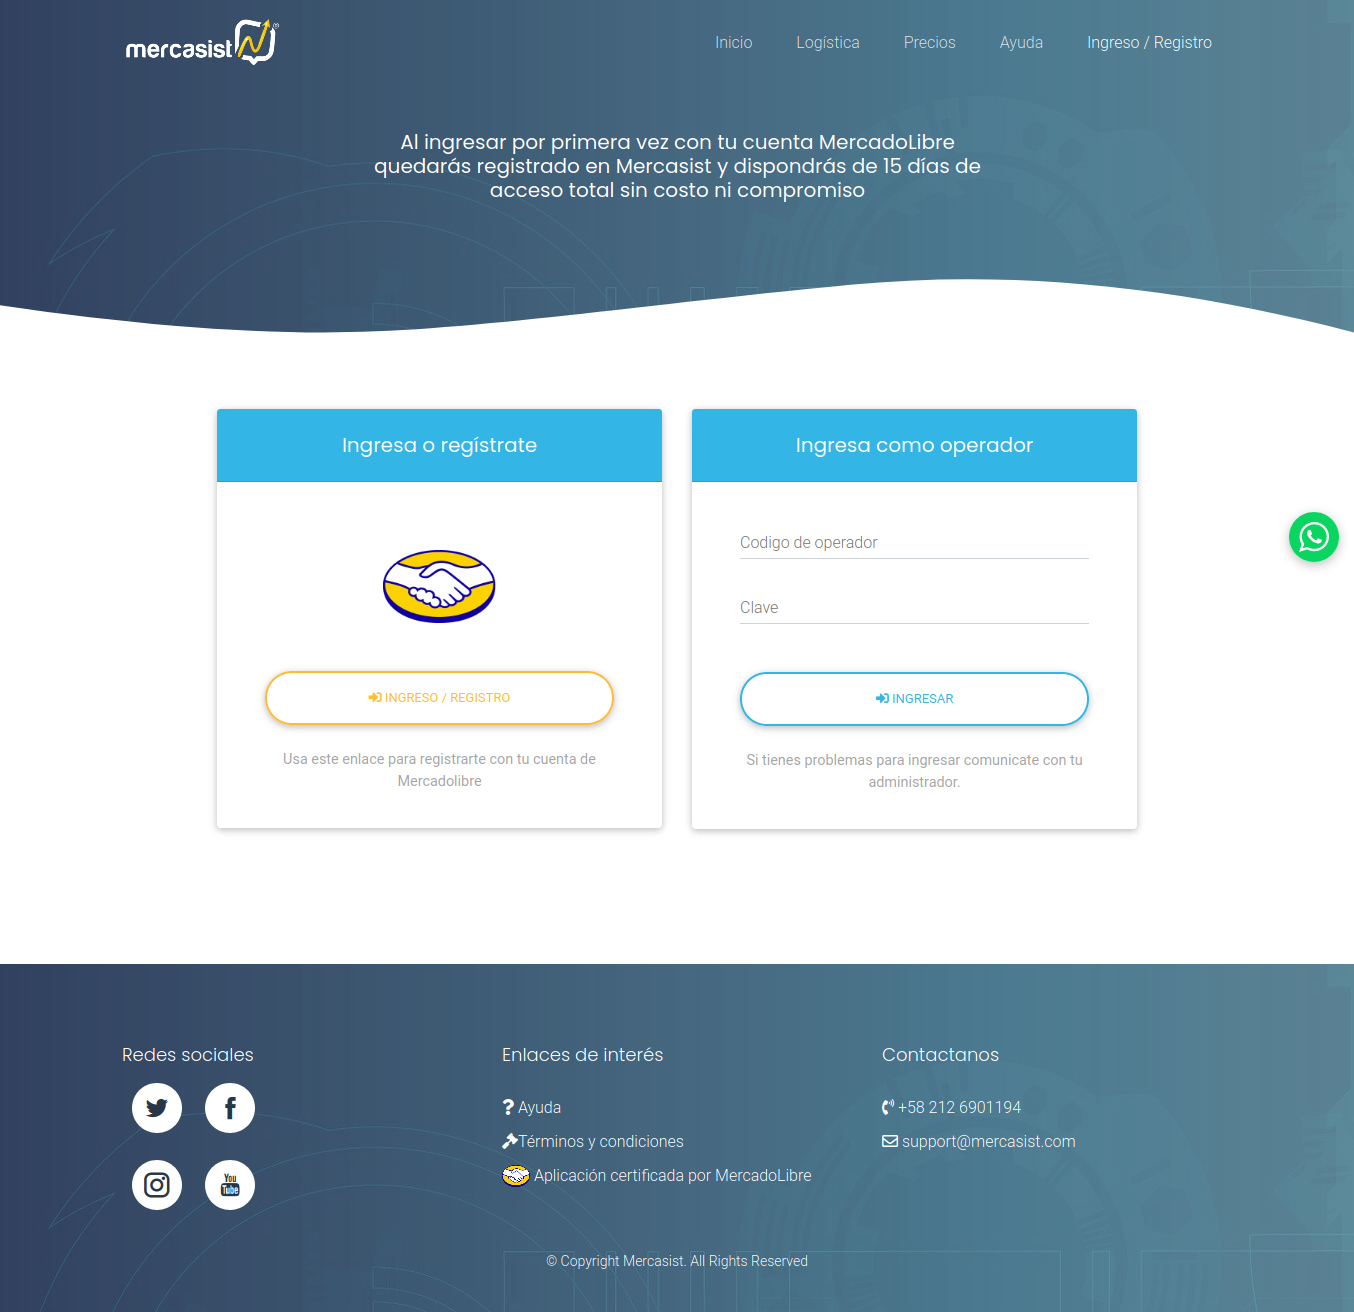 mercasist ®
Inicio
Logística
Precios
Ayuda
Ingreso / Registro
Al ingresar por primera vez con tu cuenta MercadoLibre
quedarás registrado en Mercasist y dispondrás de 15 días de
acceso total sin costo ni compromiso
Ingresa o regístrate
INGRESO / REGISTRO
Usa este enlace para registrarte con tu cuenta de
Mercadolibre
Ingresa como operador
Codigo de operador
Clave
INGRESAR
Si tienes problemas para ingresar comunicate con tu
administrador.
Redes sociales
You
Tube
Enlaces de interés
Ayuda
Términos y condiciones
Aplicación certificada por MercadoLibre
Contactanos
+58 212 6901194
support@mercasist.com
© Copyright Mercasist. All Rights Reserved